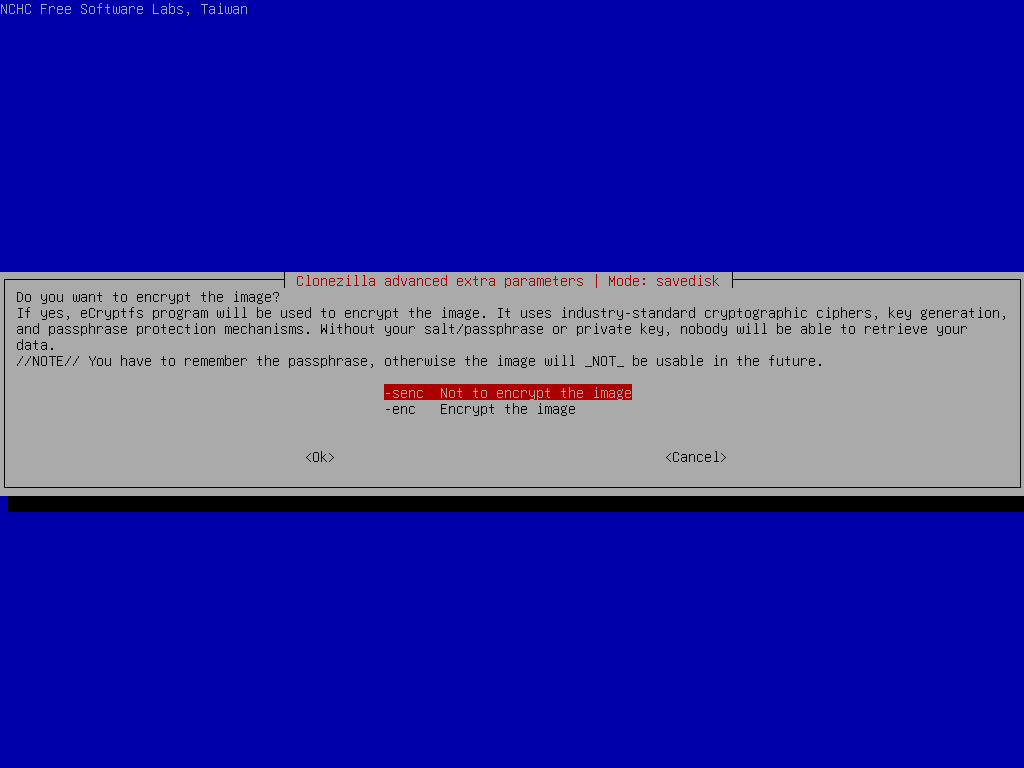 NCHC Free Software Labs, Taiwan
Clonezilla advanced extra parameters | Mode: savedisk
Do you want to encrypt the image?
If yes, eCryptfs program will be used to encrypt the image. It uses industry-standard cryptographic ciphers, key generation,
and passphrase protection mechanisms. Without your salt/passphrase or private key, nobody will be able to retrieve your
data.
//NOTE// You have to remember the passphrase, otherwise the image will _NOT_ be usable in the future.
-senc  Not to encrypt the image
-enc   Encrypt the image
<Ok> <Cancel>